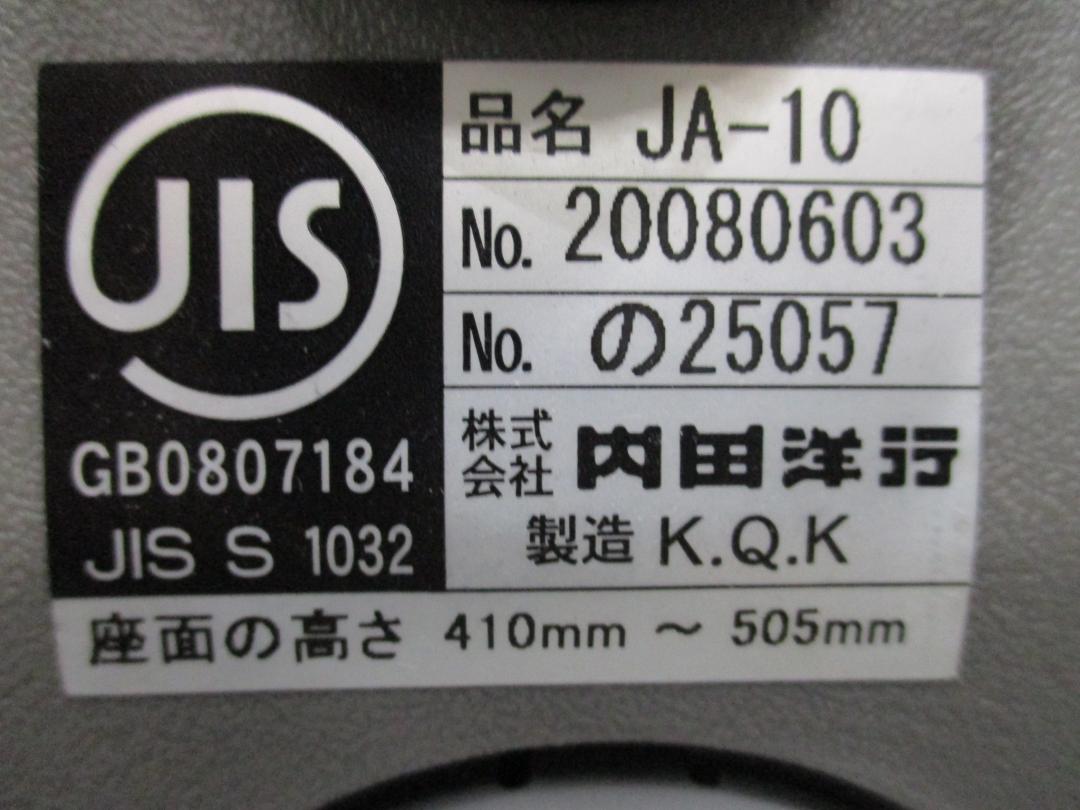 JIS
GB0807184
JIS S 1032
品名 JA-10
No. 20080603
No. の25057
株式会社 内田洋行
製造 K.Q.K
座面の高さ 410mm ～ 505mm